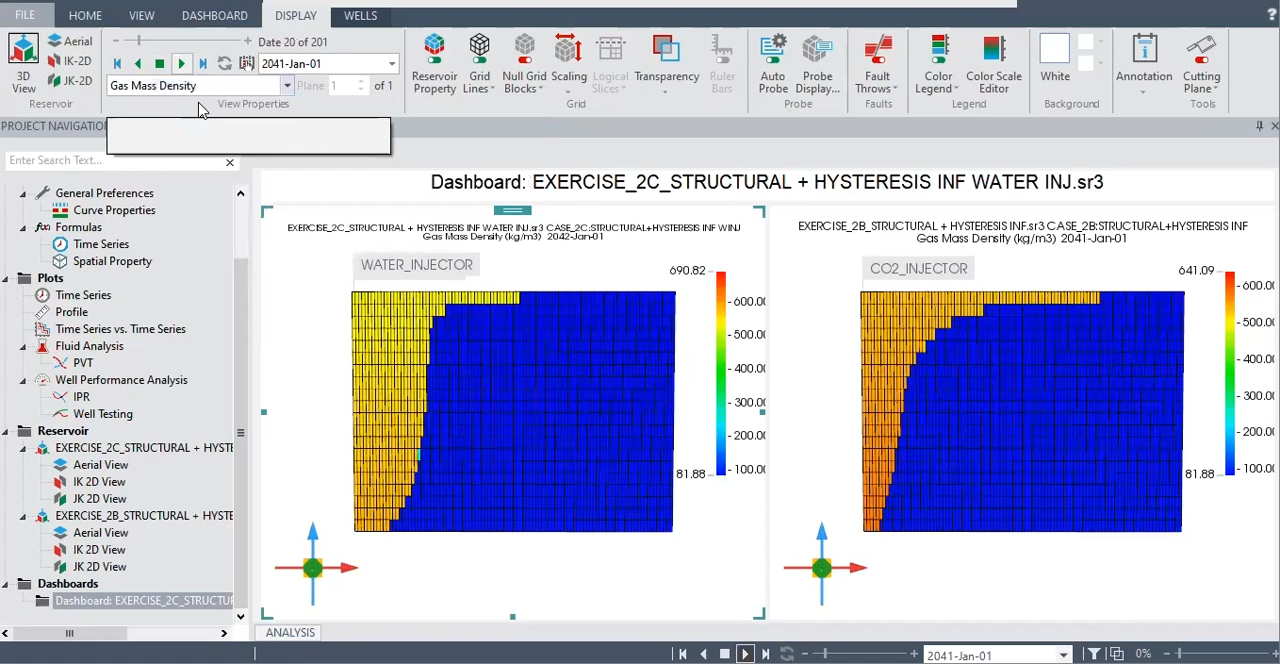 FILE HOME VIEW DASHBOARD DISPLAY WELLS ?
3D View
Aerial
IK-2D
JK-2D
Reservoir
- + Date 20 of 201
2041-Jan-01
Gas Mass Density Plane 1 of 1
View Properties
Reservoir Property
Grid Lines
Null Grid Blocks
Scaling
Logical Slices
Transparency
Ruler Bars
Grid
Auto Probe
Probe Display...
Probe
Fault Throws
Faults
Color Legend
Color Scale Editor
Legend
White
Background
Annotation
Cutting Plane
Tools
PROJECT NAVIGATION
Enter Search Text...
General Preferences
Curve Properties
Formulas
Time Series
Spatial Property
Plots
Time Series
Profile
Time Series vs. Time Series
Fluid Analysis
PVT
Well Performance Analysis
IPR
Well Testing
Reservoir
EXERCISE_2C_STRUCTURAL + HYSTE
Aerial View
IK 2D View
JK 2D View
EXERCISE_2B_STRUCTURAL + HYSTE
Aerial View
IK 2D View
JK 2D View
Dashboards
Dashboard: EXERCISE_2C_STRUCTUR
Dashboard: EXERCISE_2C_STRUCTURAL + HYSTERESIS INF WATER INJ.sr3
EXERCISE_2C_STRUCTURAL + HYSTERESIS INF WATER INJ.sr3 CASE_2C:STRUCTURAL+HYSTERESIS INF WINJ
Gas Mass Density (kg/m3) 2042-Jan-01
WATER_INJECTOR
690.82
600.00
500.00
400.00
300.00
200.00
100.00
81.88
EXERCISE_2B_STRUCTURAL + HYSTERESIS INF.sr3 CASE_2B:STRUCTURAL+HYSTERESIS INF
Gas Mass Density (kg/m3) 2041-Jan-01
CO2_INJECTOR
641.09
600.00
500.00
400.00
300.00
200.00
100.00
81.88
ANALYSIS
2041-Jan-01 0%